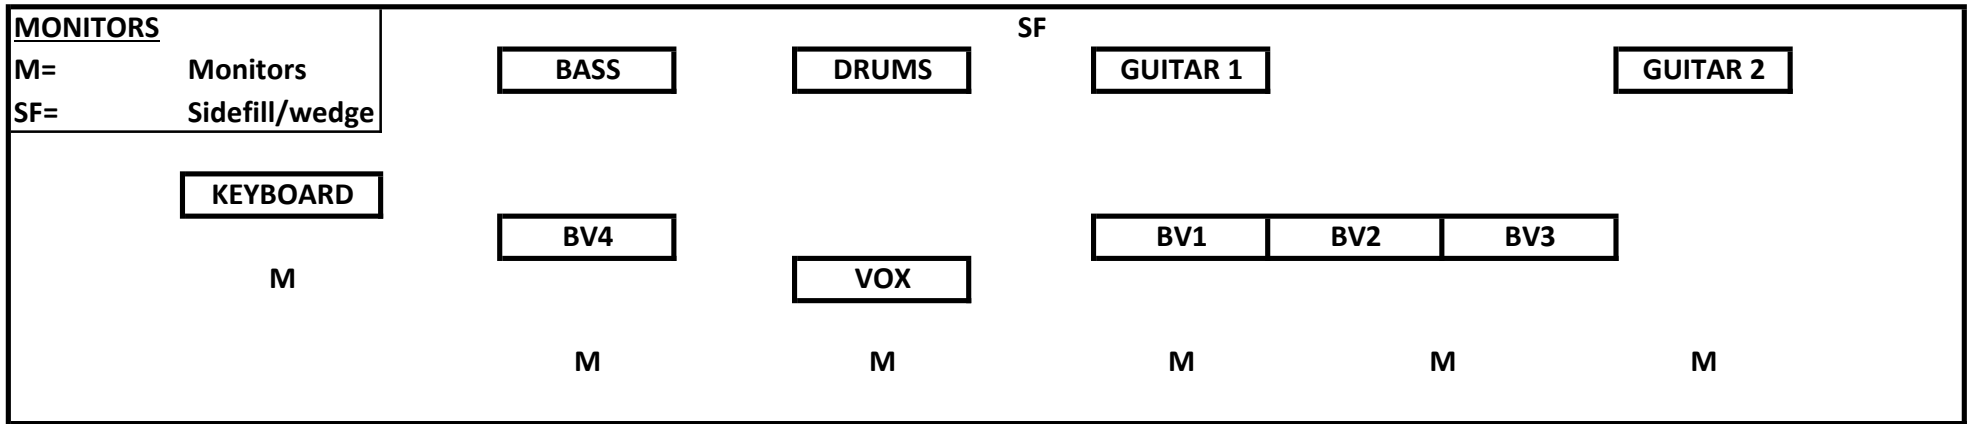 MONITORS SF
M= Monitors BASS DRUMS GUITAR 1 GUITAR 2
SF= Sidefill/wedge
KEYBOARD
BV4 BV1 BV2 BV3
M VOX
M M M M M